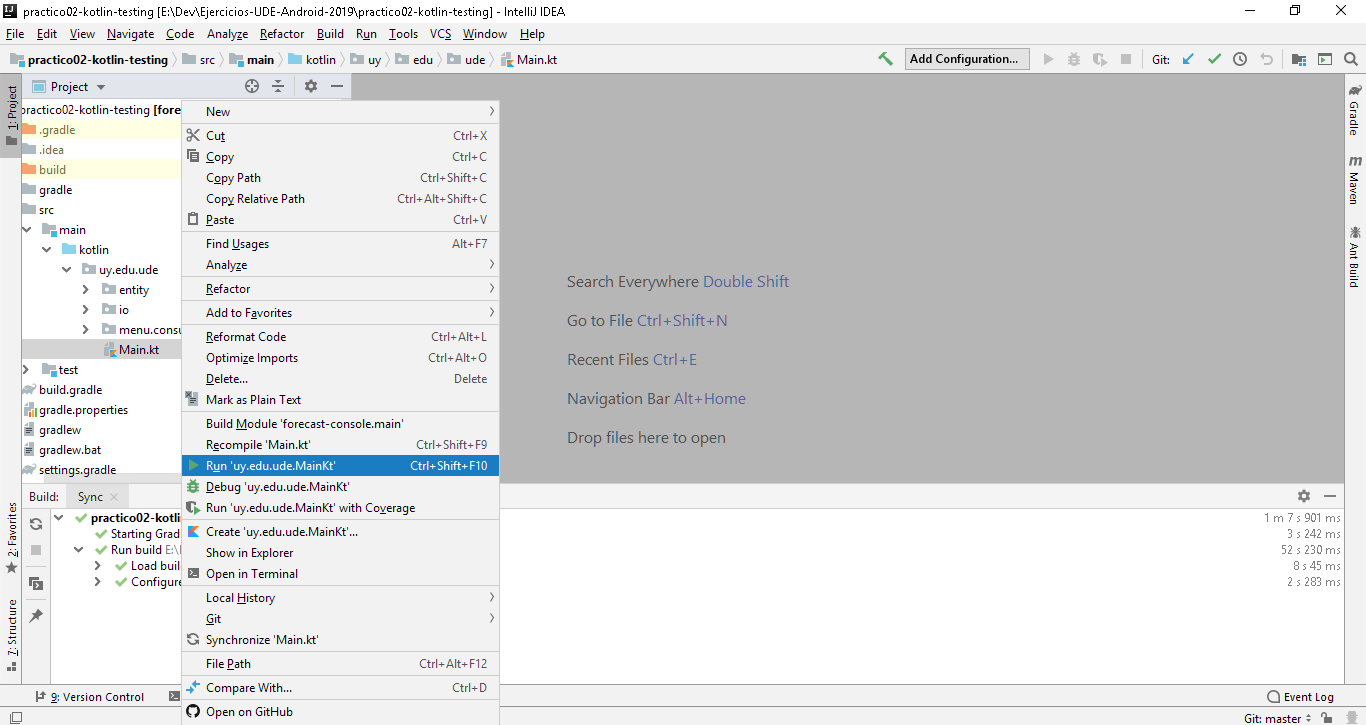 practico02-kotlin-testing [E:\Dev\Ejercicios-UDE-Android-2019\practico02-kotlin-testing] - IntelliJ IDEA
File Edit View Navigate Code Analyze Refactor Build Run Tools VCS Window Help
practico02-kotlin-testing src main kotlin uy edu ude Main.kt Add Configuration... Git:
1: Project
Project
practico02-kotlin-testing [fore
.gradle
.idea
build
gradle
src
main
kotlin
uy.edu.ude
entity
io
menu.consu
Main.kt
test
build.gradle
gradle.properties
gradlew
gradlew.bat
settings.gradle
New
Cut Ctrl+X
Copy Ctrl+C
Copy Path Ctrl+Shift+C
Copy Relative Path Ctrl+Alt+Shift+C
Paste Ctrl+V
Find Usages Alt+F7
Analyze
Refactor
Add to Favorites
Reformat Code Ctrl+Alt+L
Optimize Imports Ctrl+Alt+O
Delete... Delete
Mark as Plain Text
Build Module 'forecast-console.main'
Recompile 'Main.kt' Ctrl+Shift+F9
Run 'uy.edu.ude.MainKt' Ctrl+Shift+F10
Debug 'uy.edu.ude.MainKt'
Run 'uy.edu.ude.MainKt' with Coverage
Create 'uy.edu.ude.MainKt'...
Show in Explorer
Open in Terminal
Local History
Git
Synchronize 'Main.kt'
File Path Ctrl+Alt+F12
Compare With... Ctrl+D
Open on GitHub
Search Everywhere Double Shift
Go to File Ctrl+Shift+N
Recent Files Ctrl+E
Navigation Bar Alt+Home
Drop files here to open
Gradle
Maven
Ant Build
2: Favorites
7: Structure
Build: Sync
practico02-kotli 1 m 7 s 901 ms
Starting Grad 3 s 242 ms
Run build E:\ 52 s 230 ms
Load buil 8 s 45 ms
Configure 2 s 283 ms
9: Version Control Event Log
Git: master